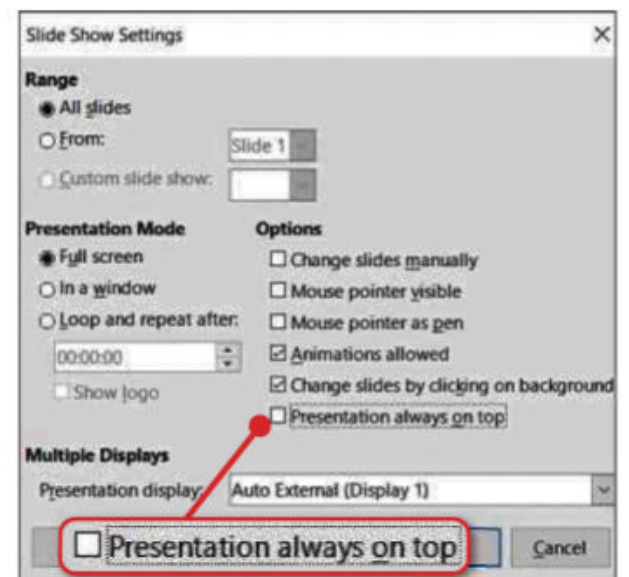 Slide Show Settings
Range
All slides
From:
Slide 1
Custom slide show:
Presentation Mode
Options
Full screen
Change slides manually
In a window
Mouse pointer visible
Loop and repeat after:
Mouse pointer as pen
00:00:00
Animations allowed
Show logo
Change slides by clicking on background
Presentation always on top
Multiple Displays
Presentation display:
Auto External (Display 1)
Presentation always on top
Cancel